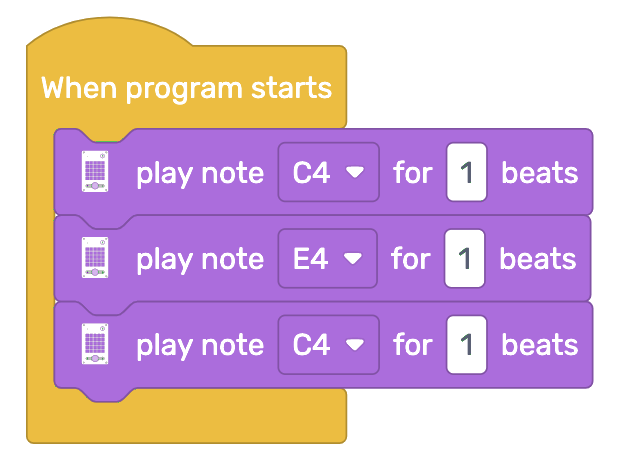 When program starts
play note C4 for 1 beats
play note E4 for 1 beats
play note C4 for 1 beats